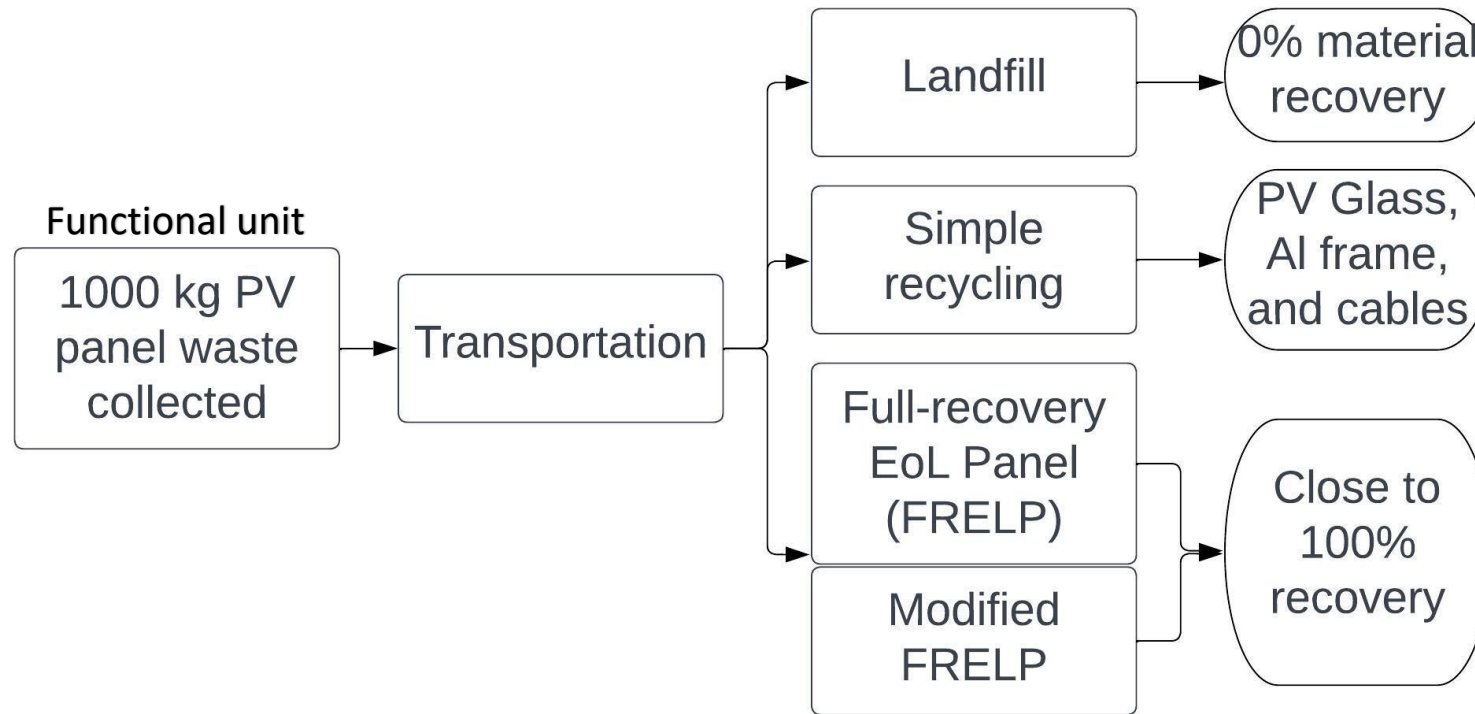 Functional unit
1000 kg PV
panel waste
collected
Transportation
Landfill
0% material
recovery
Simple
recycling
PV Glass,
Al frame,
and cables
Full-recovery
EoL Panel
(FRELP)
Modified
FRELP
Close to
100%
recovery